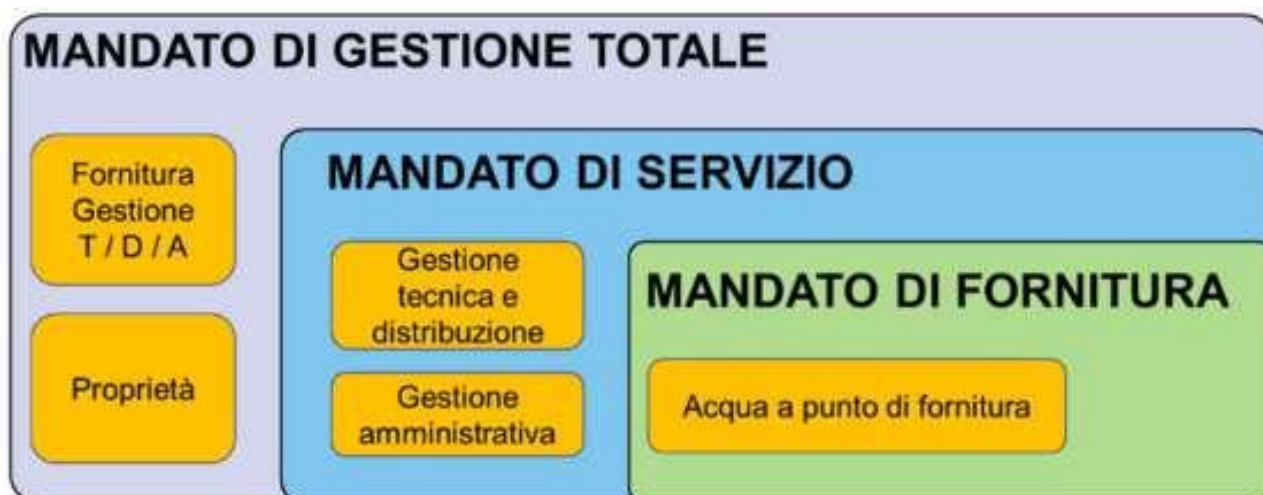 MANDATO DI GESTIONE TOTALE
Fornitura
Gestione
T / D / A
Proprietà
MANDATO DI SERVIZIO
Gestione
tecnica e
distribuzione
Gestione
amministrativa
MANDATO DI FORNITURA
Acqua a punto di fornitura